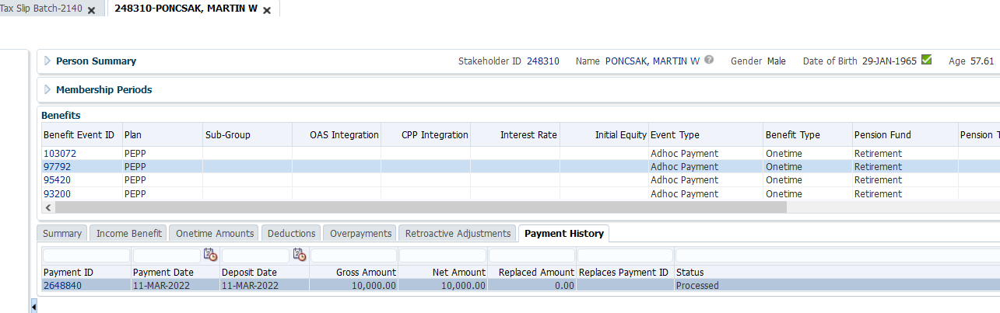 Tax Slip Batch-2140 248310-PONCSAK, MARTIN W
Person Summary Stakeholder ID 248310 Name PONCSAK, MARTIN W Gender Male Date of Birth 29-JAN-1965 Age 57.61
Membership Periods
Benefits
Benefit Event ID Plan Sub-Group OAS Integration CPP Integration Interest Rate Initial Equity Event Type Benefit Type Pension Fund Pension T
103072 PEPP Adhoc Payment Onetime Retirement
97792 PEPP Adhoc Payment Onetime Retirement
95420 PEPP Adhoc Payment Onetime Retirement
93200 PEPP Adhoc Payment Onetime Retirement
Summary Income Benefit Onetime Amounts Deductions Overpayments Retroactive Adjustments Payment History
Payment ID Payment Date Deposit Date Gross Amount Net Amount Replaced Amount Replaces Payment ID Status
2648840 11-MAR-2022 11-MAR-2022 10,000.00 10,000.00 0.00 Processed